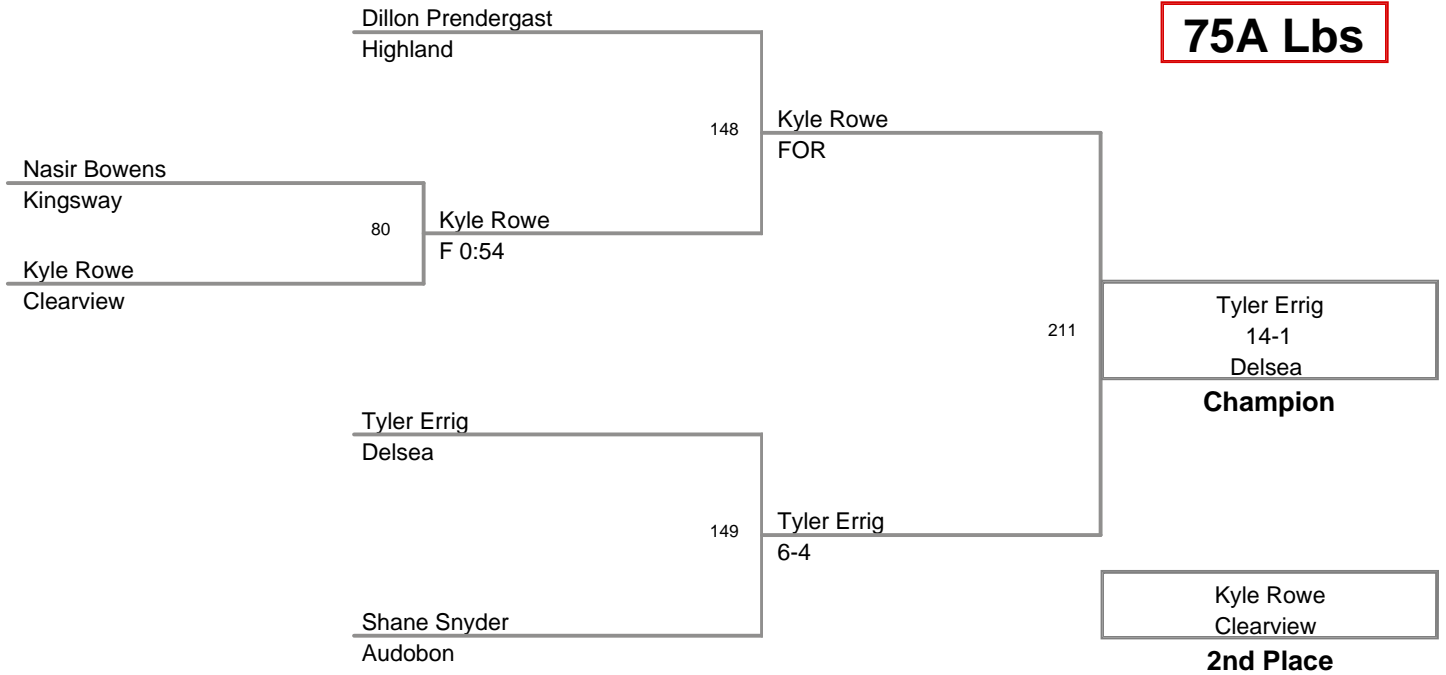 Dillon Prendergast
Highland
75A Lbs
148
Kyle Rowe
FOR
Nasir Bowens
Kingsway
80
Kyle Rowe
F 0:54
Kyle Rowe
Clearview
211
Tyler Errig
14-1
Delsea
Champion
Tyler Errig
Delsea
149
Tyler Errig
6-4
Shane Snyder
Audobon
Kyle Rowe
Clearview
2nd Place